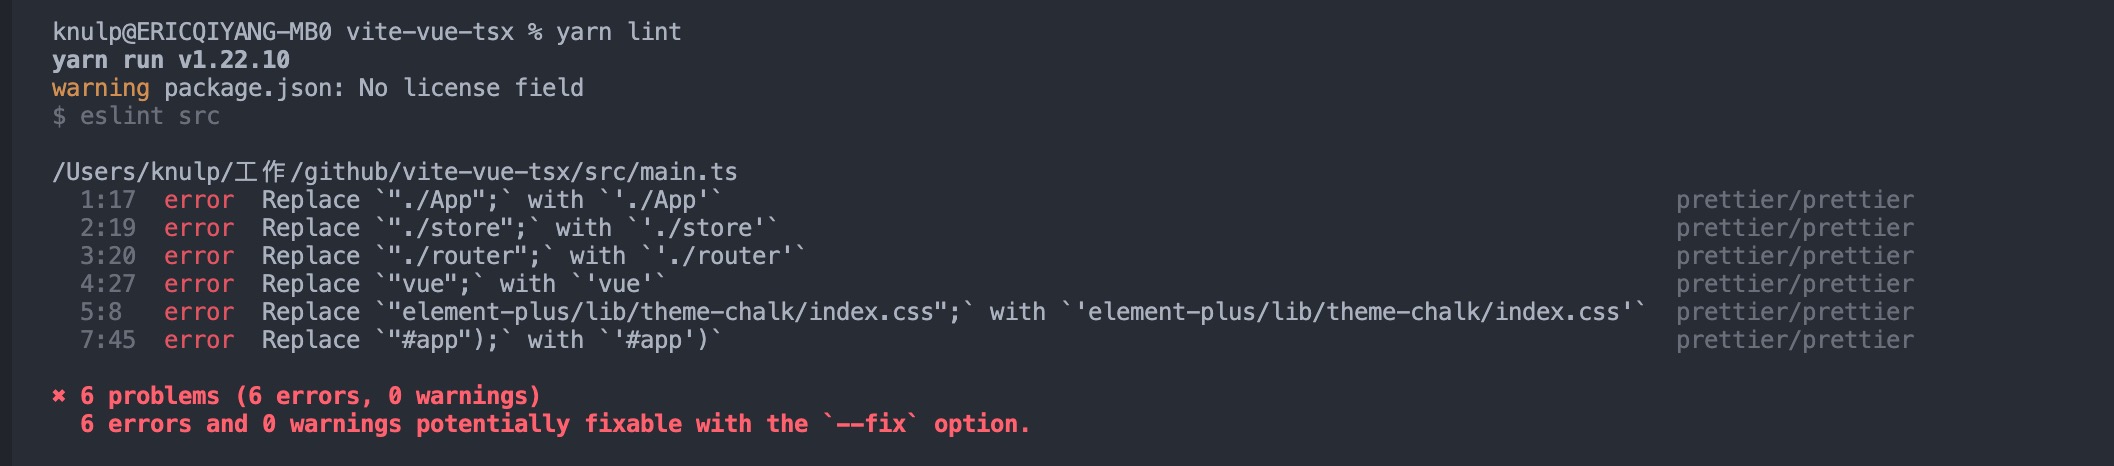 knulp@ERICQIYANG-MB0 vite-vue-tsx % yarn lint
yarn run v1.22.10
warning package.json: No license field
$ eslint src
/Users/knulp/工作/github/vite-vue-tsx/src/main.ts
1:17 error Replace `"./App";` with `'./App'` prettier/prettier
2:19 error Replace `"./store";` with `'./store'` prettier/prettier
3:20 error Replace `"./router";` with `'./router'` prettier/prettier
4:27 error Replace `"vue";` with `'vue'` prettier/prettier
5:8 error Replace `"element-plus/lib/theme-chalk/index.css";` with `'element-plus/lib/theme-chalk/index.css'` prettier/prettier
7:45 error Replace `"#app");` with `'#app')` prettier/prettier
✖ 6 problems (6 errors, 0 warnings)
6 errors and 0 warnings potentially fixable with the `--fix` option.